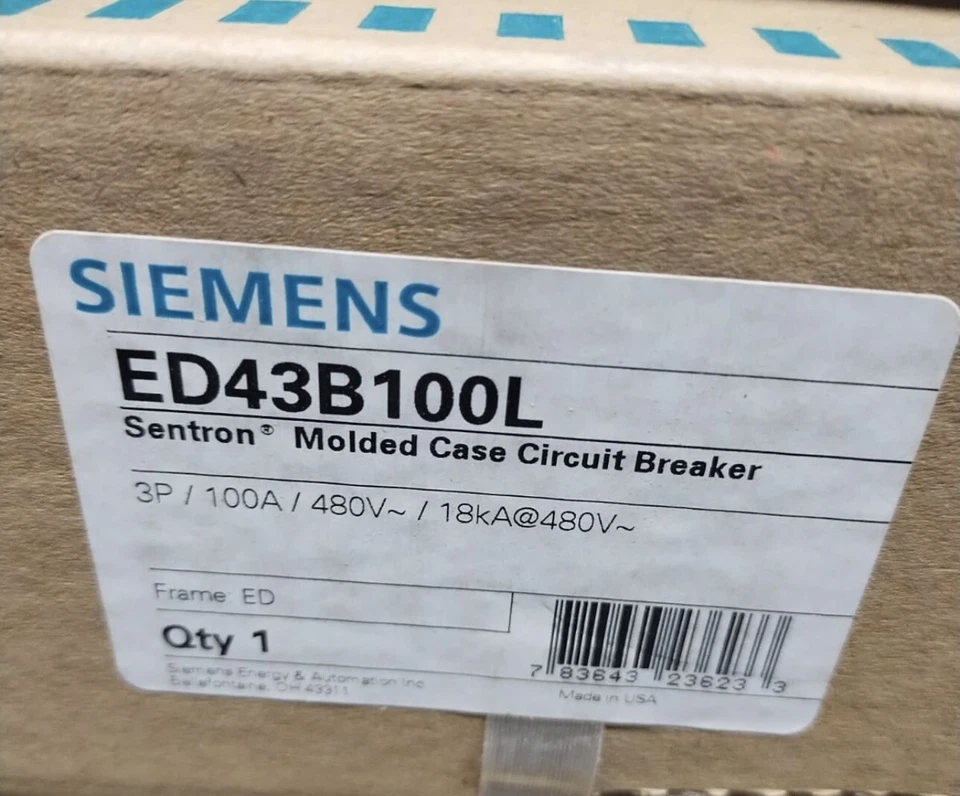 SIEMENS
ED43B100L
Sentron® Molded Case Circuit Breaker
3P / 100A / 480V~ / 18kA@480V~
Frame: ED
Qty 1
Siemens Energy & Automation Inc
Bellefontaine, OH 43311
7 83643 23623 3
Made in USA